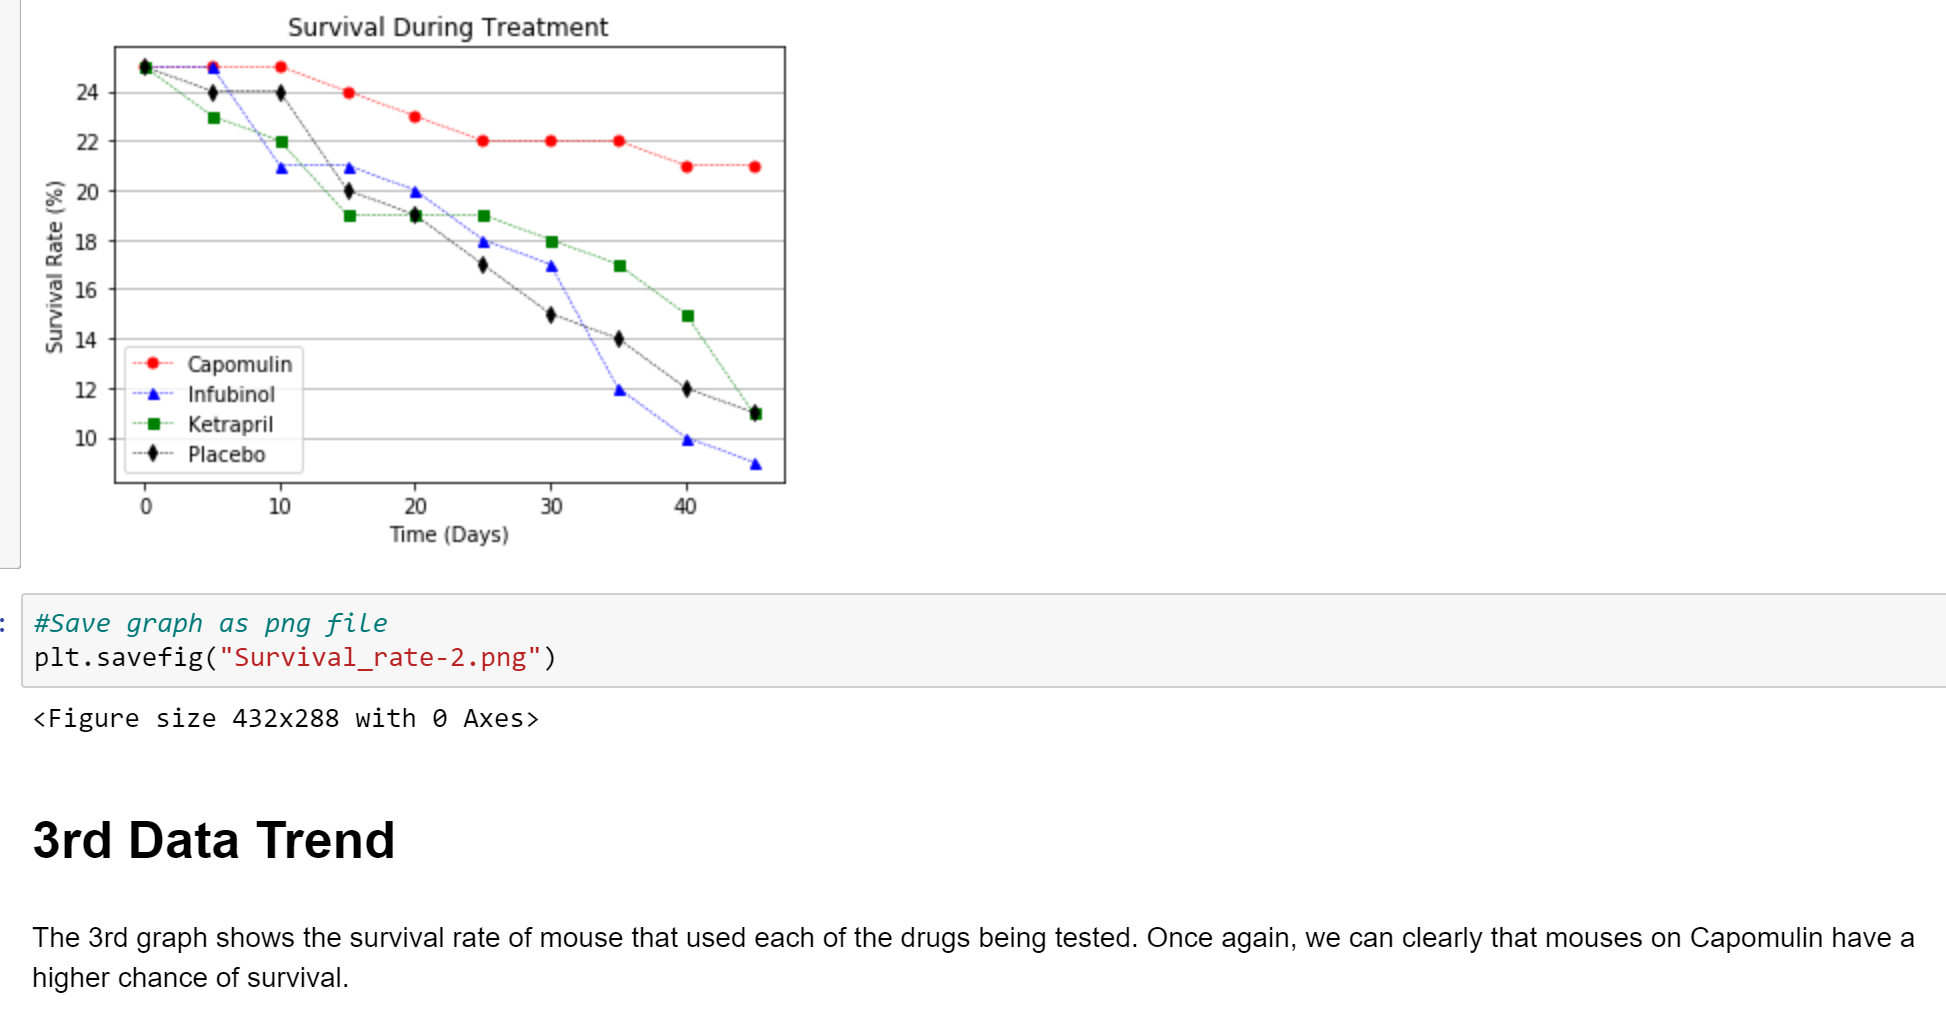 Survival During Treatment
24
22
20
18
16
14
12
10
Survival Rate (%)
Capomulin
Infubinol
Ketrapril
Placebo
0 10 20 30 40
Time (Days)
:
#Save graph as png file
plt.savefig("Survival_rate-2.png")
<Figure size 432x288 with 0 Axes>
3rd Data Trend
The 3rd graph shows the survival rate of mouse that used each of the drugs being tested. Once again, we can clearly that mouses on Capomulin have a
higher chance of survival.